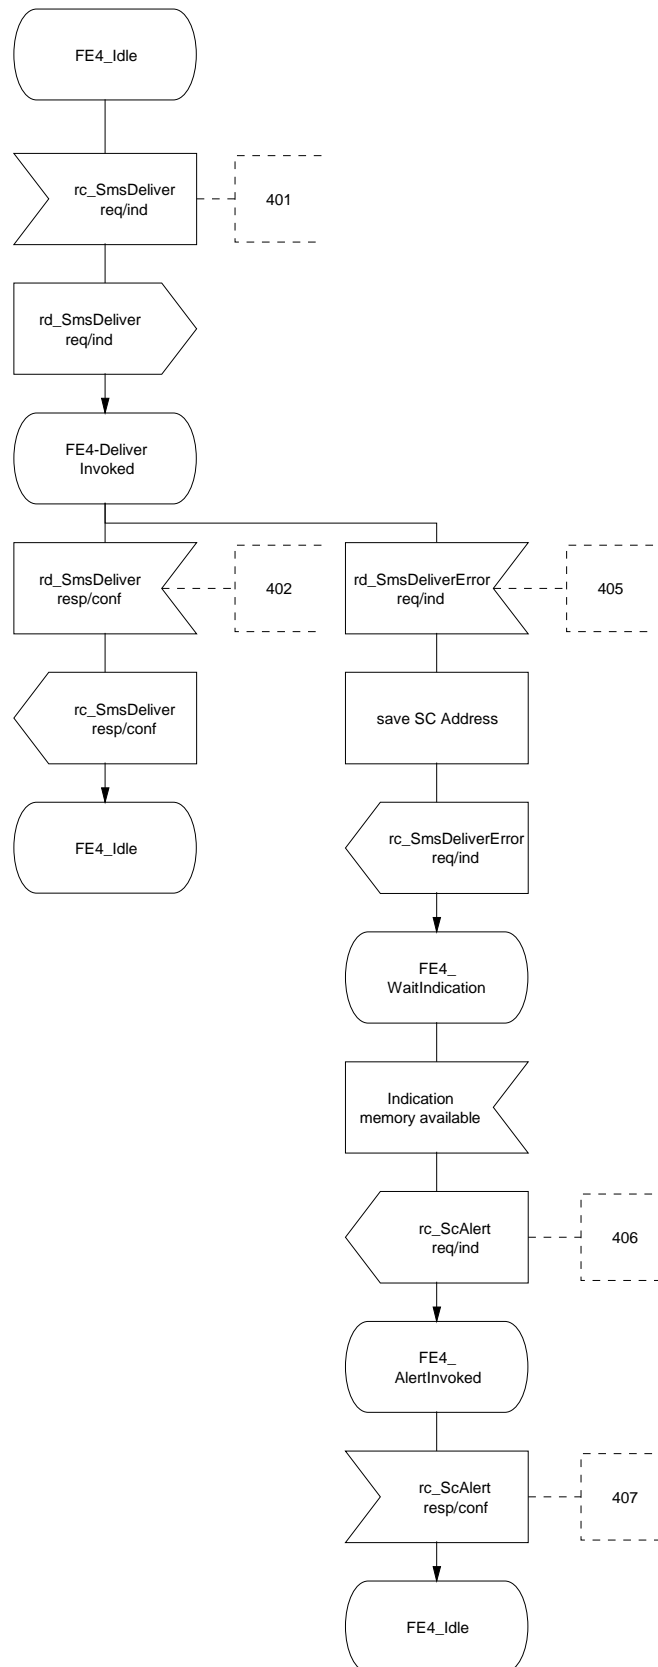 FE4_Idle
rc_SmsDeliver
req/ind
401
rd_SmsDeliver
req/ind
FE4-Deliver
Invoked
rd_SmsDeliver
resp/conf
402
rd_SmsDeliverError
req/ind
405
rc_SmsDeliver
resp/conf
save SC Address
FE4_Idle
rc_SmsDeliverError
req/ind
FE4_
WaitIndication
Indication
memory available
rc_ScAlert
req/ind
406
FE4_
AlertInvoked
rc_ScAlert
resp/conf
407
FE4_Idle